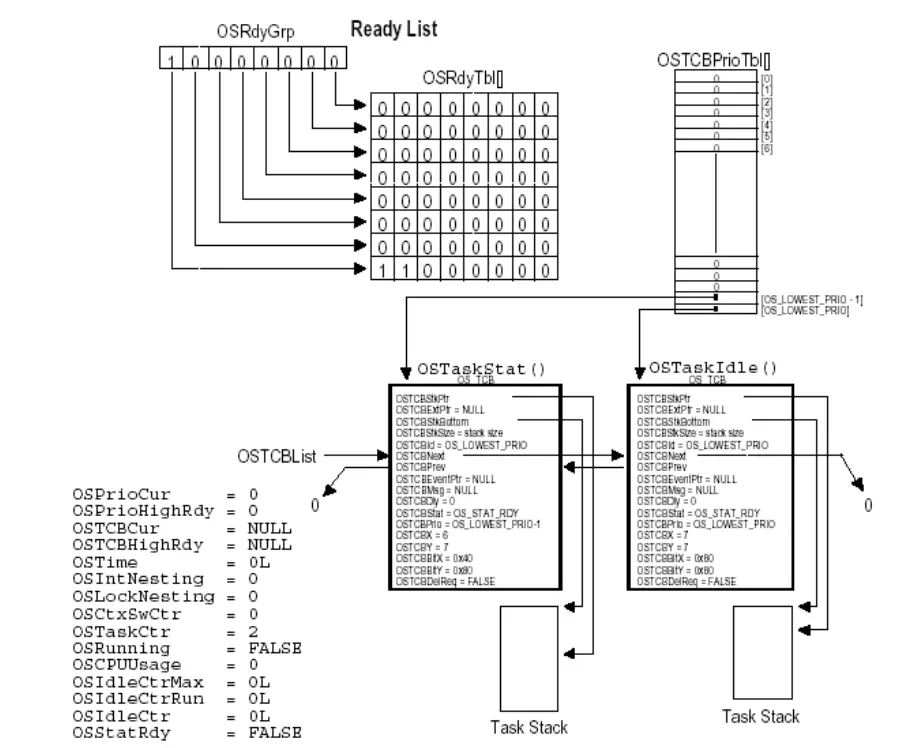 OSRdyGrp
Ready List
1 0 0 0 0 0 0 0
OSRdyTbl[]
0 0 0 0 0 0 0 0
0 0 0 0 0 0 0 0
0 0 0 0 0 0 0 0
0 0 0 0 0 0 0 0
0 0 0 0 0 0 0 0
0 0 0 0 0 0 0 0
0 0 0 0 0 0 0 0
1 1 0 0 0 0 0 0
OSTCBPrioTbl[]
0 [0]
0 [1]
0 [2]
0 [3]
0 [4]
0 [5]
0 [6]
0
0
0
[OS_LOWEST_PRIO - 1]
[OS_LOWEST_PRIO]
OSTaskStat()
OS_TCB
OSTCBStkPtr
OSTCBExtPtr = NULL
OSTCBStkBottom
OSTCBStkSize = stack size
OSTCBId = OS_LOWEST_PRIO
OSTCBNext
OSTCBPrev
OSTCBEventPtr = NULL
OSTCBMsg = NULL
OSTCBDly = 0
OSTCBStat = OS_STAT_RDY
OSTCBPrio = OS_LOWEST_PRIO-1
OSTCBX = 6
OSTCBY = 7
OSTCBBitX = 0x40
OSTCBBitY = 0x80
OSTCBDelReq = FALSE
OSTaskIdle()
OS_TCB
OSTCBStkPtr
OSTCBExtPtr = NULL
OSTCBStkBottom
OSTCBStkSize = stack size
OSTCBId = OS_LOWEST_PRIO
OSTCBNext
OSTCBPrev
OSTCBEventPtr = NULL
OSTCBMsg = NULL
OSTCBDly = 0
OSTCBStat = OS_STAT_RDY
OSTCBPrio = OS_LOWEST_PRIO
OSTCBX = 7
OSTCBY = 7
OSTCBBitX = 0x80
OSTCBBitY = 0x80
OSTCBDelReq = FALSE
OSTCBList
0
0
OSPrioCur = 0
OSPrioHighRdy = 0
OSTCBCur = NULL
OSTCBHighRdy = NULL
OSTime = 0L
OSIntNesting = 0
OSLockNesting = 0
OSCtxSwCtr = 0
OSTaskCtr = 2
OSRunning = FALSE
OSCPUUsage = 0
OSIdleCtrMax = 0L
OSIdleCtrRun = 0L
OSIdleCtr = 0L
OSStatRdy = FALSE
Task Stack
Task Stack